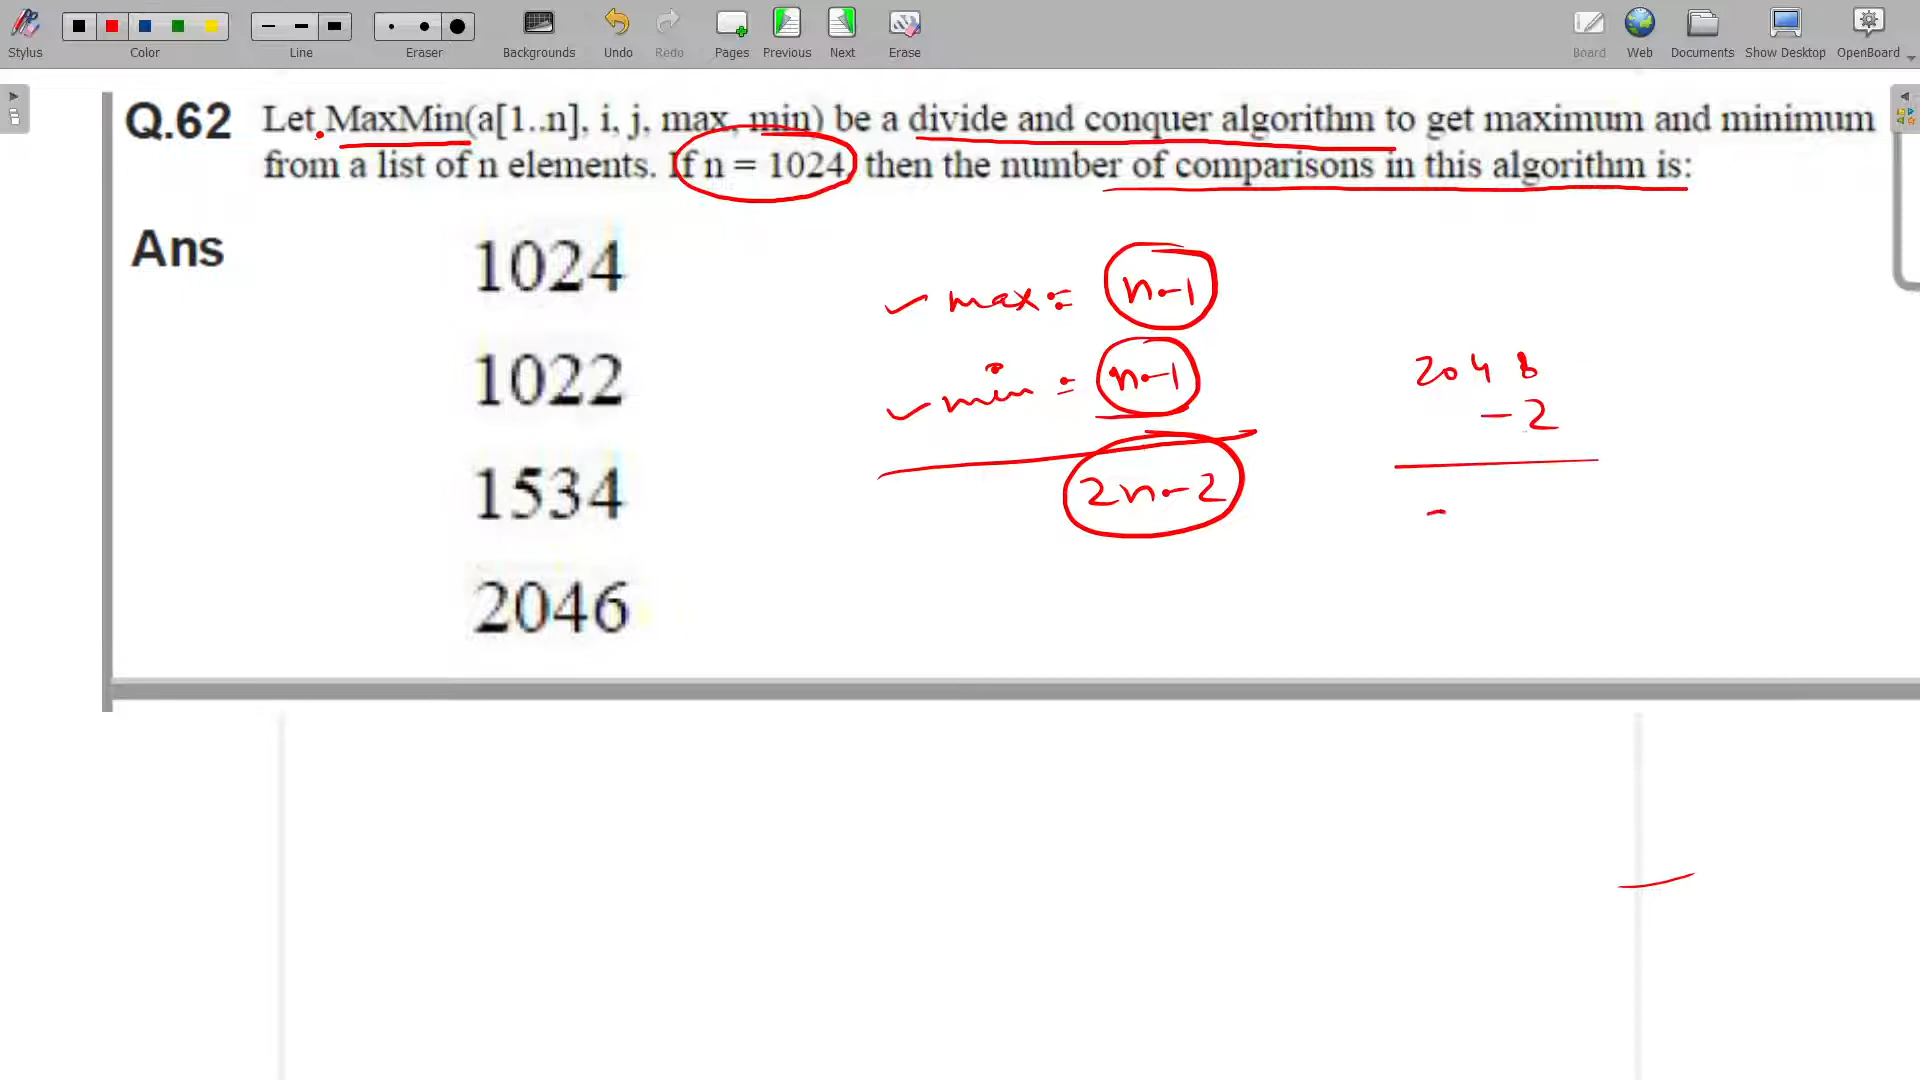 Stylus
Color
Line
Eraser
Backgrounds
Undo
Redo
Pages
Previous
Next
Erase
Board
Web
Documents
Show Desktop
OpenBoard
Q.62 Let MaxMin(a[1..n], i, j, max, min) be a divide and conquer algorithm to get maximum and minimum
from a list of n elements. If n = 1024, then the number of comparisons in this algorithm is:
Ans
1024
1022
1534
2046
max = n-1
min = n-1
2n-2
2048
-2